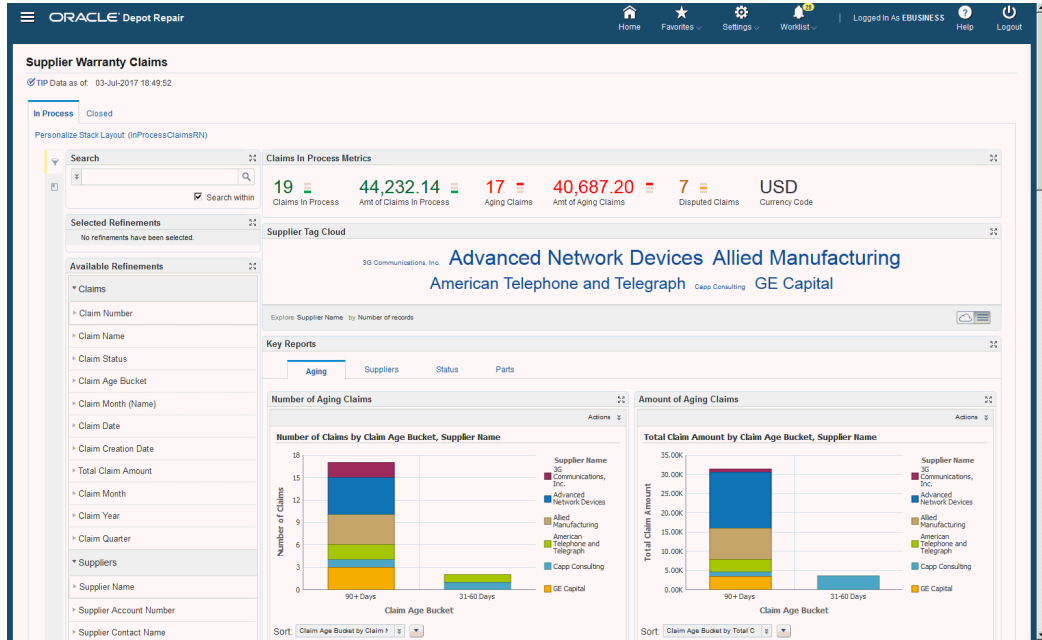 ORACLE® Depot Repair
Home
Favorites
Settings
28
Worklist
Logged In As EBUSINESS
Help
Logout
Supplier Warranty Claims
TIP Data as of: 03-Jul-2017 18:49:52
In Process
Closed
Personalize Stack Layout: (InProcessClaimsRN)
Search
Search within
Selected Refinements
No refinements have been selected.
Available Refinements
Claims
Claim Number
Claim Name
Claim Status
Claim Age Bucket
Claim Month (Name)
Claim Date
Claim Creation Date
Total Claim Amount
Claim Month
Claim Year
Claim Quarter
Suppliers
Supplier Name
Supplier Account Number
Supplier Contact Name
Claims In Process Metrics
19
Claims In Process
44,232.14
Amt of Claims In Process
17
Aging Claims
40,687.20
Amt of Aging Claims
7
Disputed Claims
USD
Currency Code
Supplier Tag Cloud
3G Communications, Inc. Advanced Network Devices Allied Manufacturing
American Telephone and Telegraph Capp Consulting GE Capital
Explore Supplier Name by Number of records
Key Reports
Aging
Suppliers
Status
Parts
Number of Aging Claims
Actions
Number of Claims by Claim Age Bucket, Supplier Name
Number of Claims
18
15
12
9
6
3
0
90+ Days
31-60 Days
Claim Age Bucket
Supplier Name
3G
Communications,
Inc.
Advanced
Network Devices
Allied
Manufacturing
American
Telephone and
Telegraph
Capp Consulting
GE Capital
Sort: Claim Age Bucket by Claim
Amount of Aging Claims
Actions
Total Claim Amount by Claim Age Bucket, Supplier Name
Total Claim Amount
35.00K
30.00K
25.00K
20.00K
15.00K
10.00K
5.00K
0.00K
90+ Days
31-60 Days
Claim Age Bucket
Supplier Name
3G
Communications,
Inc.
Advanced
Network Devices
Allied
Manufacturing
American
Telephone and
Telegraph
Capp Consulting
GE Capital
Sort: Claim Age Bucket by Total C